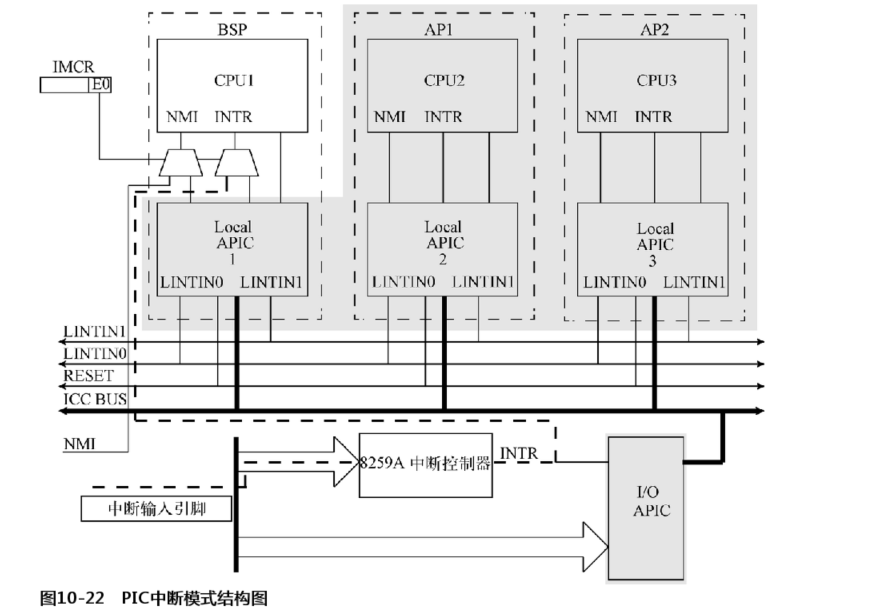 BSP
AP1
AP2
IMCR
E0
CPU1
CPU2
CPU3
NMI INTR
NMI INTR
NMI INTR
Local
APIC
1
Local
APIC
2
Local
APIC
3
LINTIN0 LINTIN1
LINTIN0 LINTIN1
LINTIN0 LINTIN1
LINTIN1
LINTIN0
RESET
ICC BUS
NMI
8259A 中断控制器
INTR
中断输入引脚
I/O
APIC
图10-22 PIC中断模式结构图